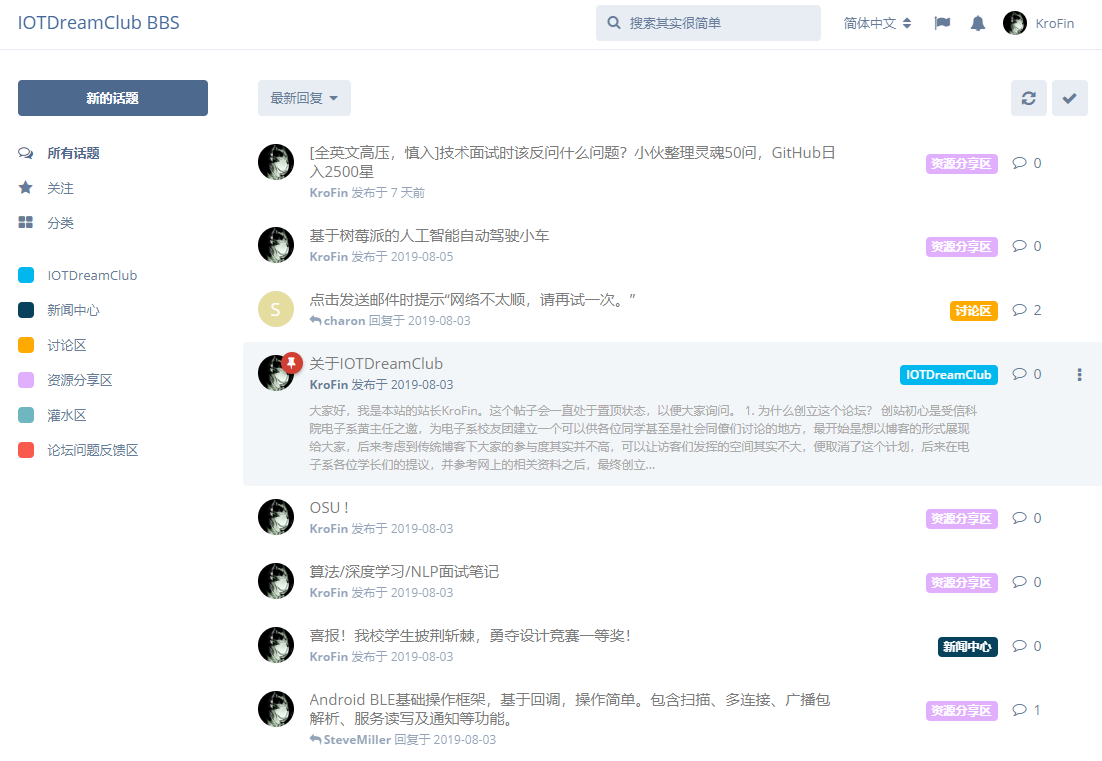 IOTDreamClub BBS
搜索其实很简单
简体中文
KroFin
新的话题
所有话题
关注
分类
IOTDreamClub
新闻中心
讨论区
资源分享区
灌水区
论坛问题反馈区
最新回复
[全英文高压，慎入]技术面试时该反问什么问题？小伙整理灵魂50问，GitHub日
入2500星
KroFin 发布于 7 天前
资源分享区 0
基于树莓派的人工智能自动驾驶小车
KroFin 发布于 2019-08-05
资源分享区 0
S
点击发送邮件时提示“网络不太顺，请再试一次。”
charon 回复于 2019-08-03
讨论区 2
关于IOTDreamClub
KroFin 发布于 2019-08-03
IOTDreamClub 0
大家好，我是本站的站长KroFin。这个帖子会一直处于置顶状态，以便大家询问。 1. 为什么创立这个论坛？ 创站初心是受信科
院电子系黄主任之邀，为电子系校友团建立一个可以供各位同学甚至是社会同僚们讨论的地方，最开始是想以博客的形式展现
给大家，后来考虑到传统博客下大家的参与度其实并不高，可以让访客们发挥的空间其实不大，便取消了这个计划，后来在电
子系各位学长们的提议，并参考网上的相关资料之后，最终创立...
OSU！
KroFin 发布于 2019-08-03
资源分享区 0
算法/深度学习/NLP面试笔记
KroFin 发布于 2019-08-03
资源分享区 0
喜报！我校学生披荆斩棘，勇夺设计竞赛一等奖！
KroFin 发布于 2019-08-03
新闻中心 0
Android BLE基础操作框架，基于回调，操作简单。包含扫描、多连接、广播包
解析、服务读写及通知等功能。
SteveMiller 回复于 2019-08-03
资源分享区 1